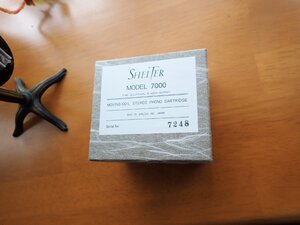 SHELTER
MODEL 7000
MOVING-COIL STEREO PHONO CARTRIDGE
Serial No. 7248